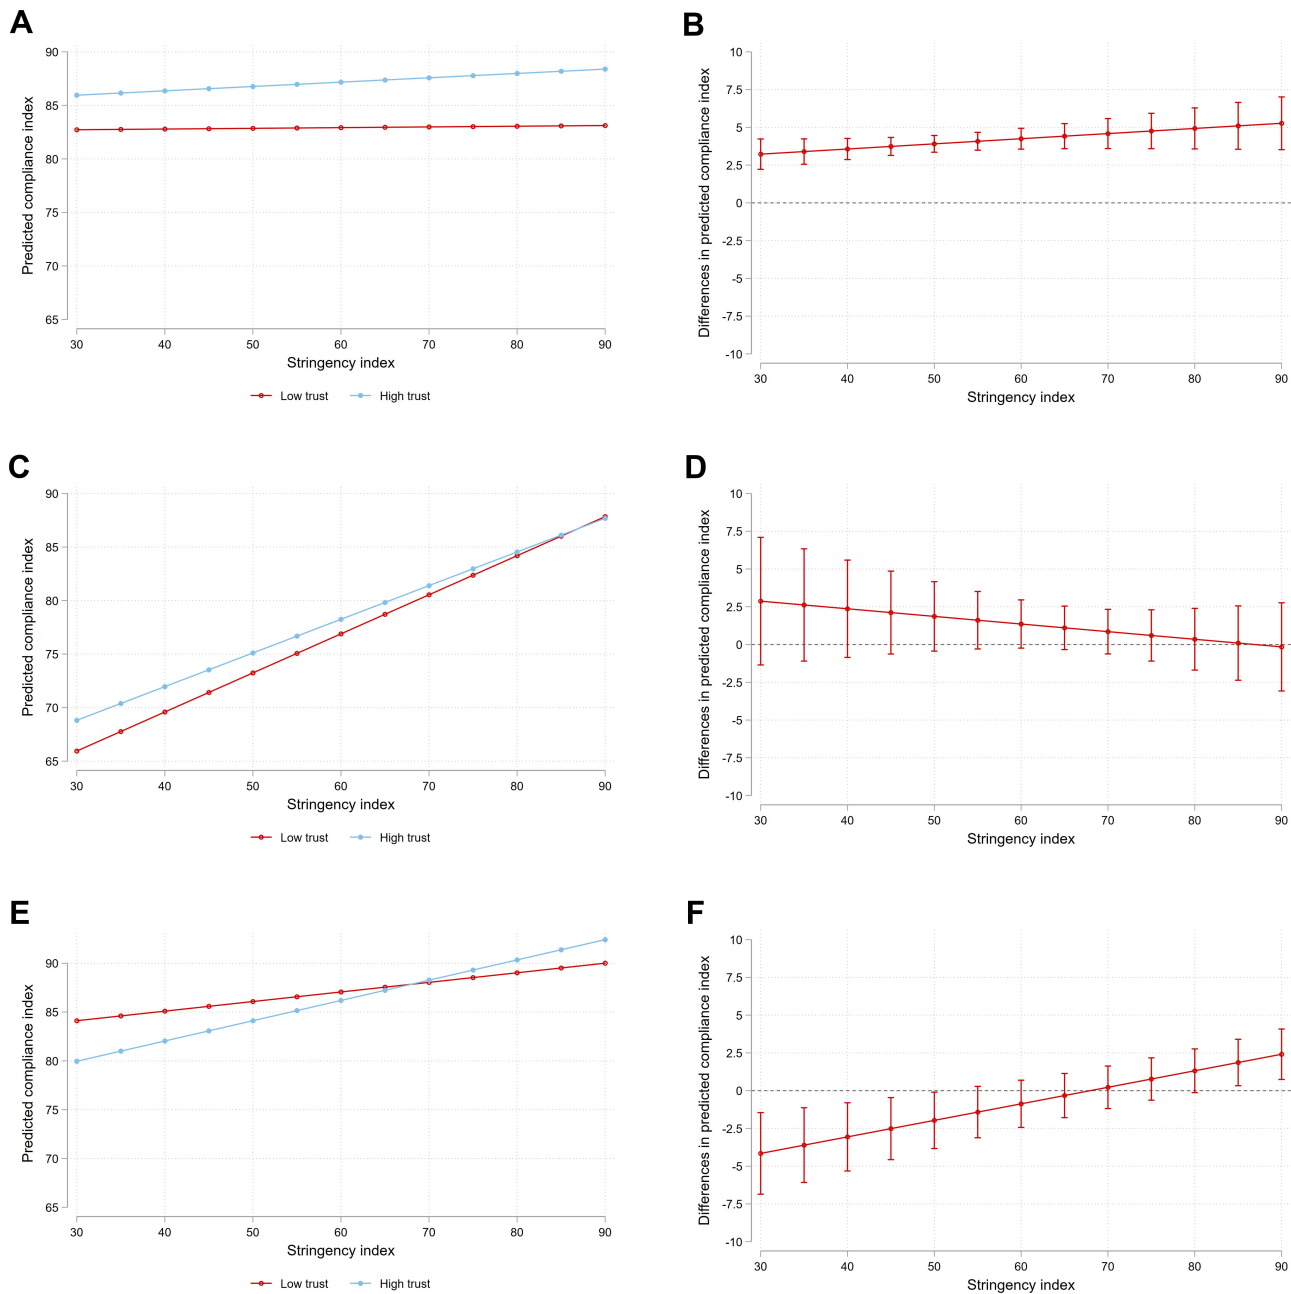 A
Predicted compliance index
90
85
80
75
70
65
30 40 50 60 70 80 90
Stringency index
Low trust High trust
B
Differences in predicted compliance index
10
7.5
5
2.5
0
-2.5
-5
-7.5
-10
30 40 50 60 70 80 90
Stringency index
C
Predicted compliance index
90
85
80
75
70
65
30 40 50 60 70 80 90
Stringency index
Low trust High trust
D
Differences in predicted compliance index
10
7.5
5
2.5
0
-2.5
-5
-7.5
-10
30 40 50 60 70 80 90
Stringency index
E
Predicted compliance index
90
85
80
75
70
65
30 40 50 60 70 80 90
Stringency index
Low trust High trust
F
Differences in predicted compliance index
10
7.5
5
2.5
0
-2.5
-5
-7.5
-10
30 40 50 60 70 80 90
Stringency index